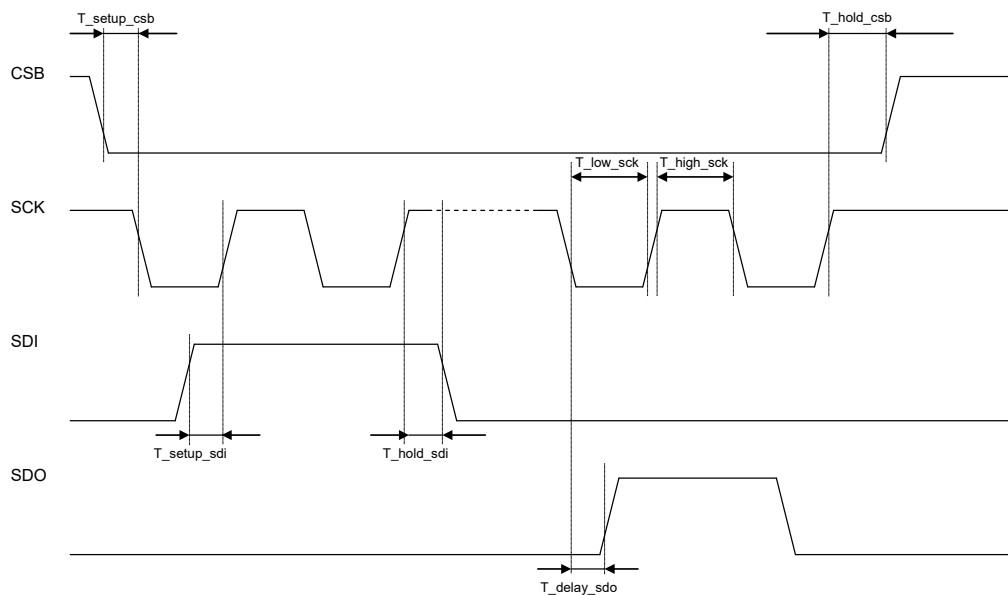 T_setup_csb
T_hold_csb
CSB
T_low_sck
T_high_sck
SCK
SDI
T_setup_sdi
T_hold_sdi
SDO
T_delay_sdo